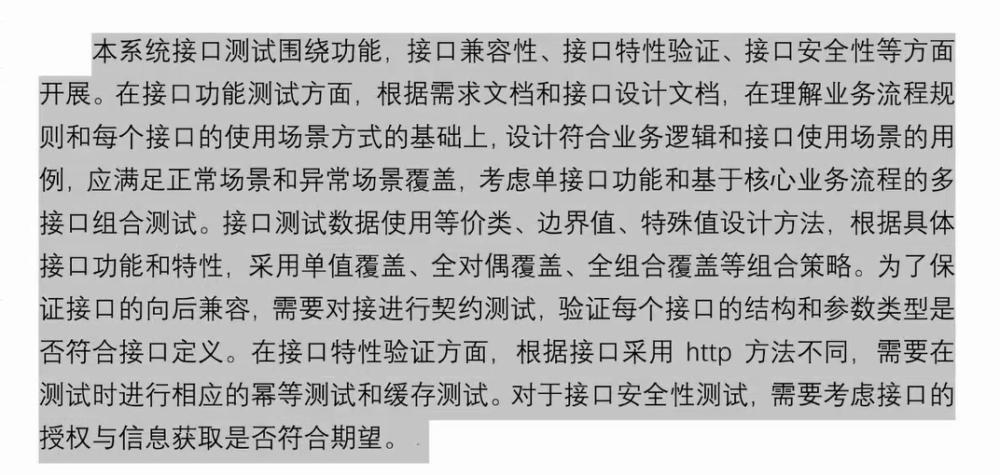 本系统接口测试围绕功能，接口兼容性、接口特性验证、接口安全性等方面
开展。在接口功能测试方面，根据需求文档和接口设计文档，在理解业务流程规
则和每个接口的使用场景方式的基础上，设计符合业务逻辑和接口使用场景的用
例，应满足正常场景和异常场景覆盖，考虑单接口功能和基于核心业务流程的多
接口组合测试。接口测试数据使用等价类、边界值、特殊值设计方法，根据具体
接口功能和特性，采用单值覆盖、全对偶覆盖、全组合覆盖等组合策略。为了保
证接口的向后兼容，需要对接进行契约测试，验证每个接口的结构和参数类型是
否符合接口定义。在接口特性验证方面，根据接口采用 http 方法不同，需要在
测试时进行相应的幂等测试和缓存测试。对于接口安全性测试，需要考虑接口的
授权与信息获取是否符合期望。